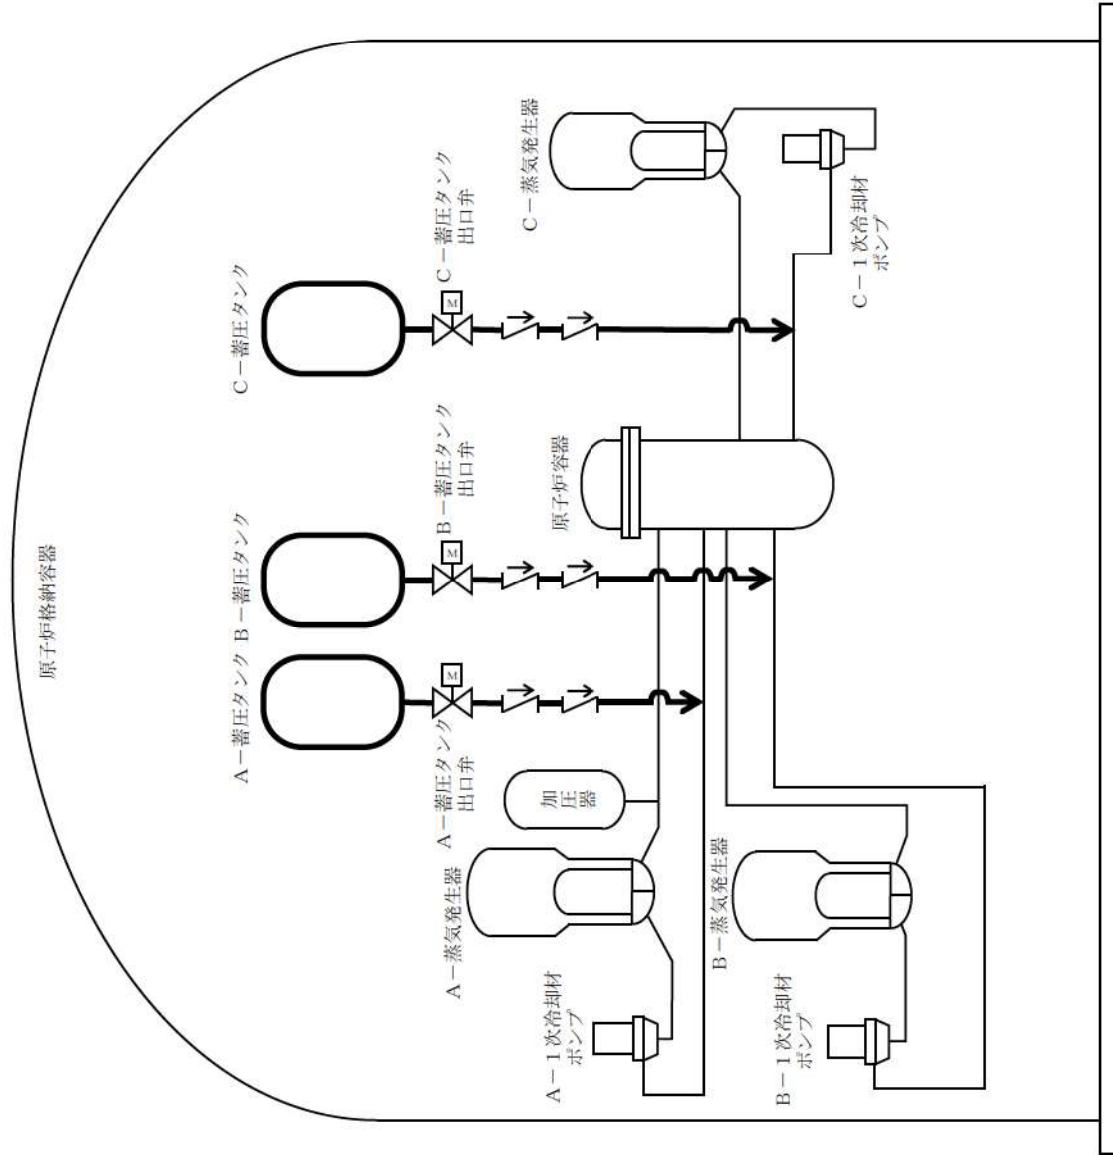 原子炉格納容器
A－蓄圧タンク
B－蓄圧タンク
C－蓄圧タンク
A－蓄圧タンク
出口弁
B－蓄圧タンク
出口弁
C－蓄圧タンク
出口弁
M
M
M
A－蒸気発生器
加
圧
器
原子炉容器
C－蒸気発生器
A－１次冷却材
ポンプ
B－蒸気発生器
B－１次冷却材
ポンプ
C－１次冷却材
ポンプ